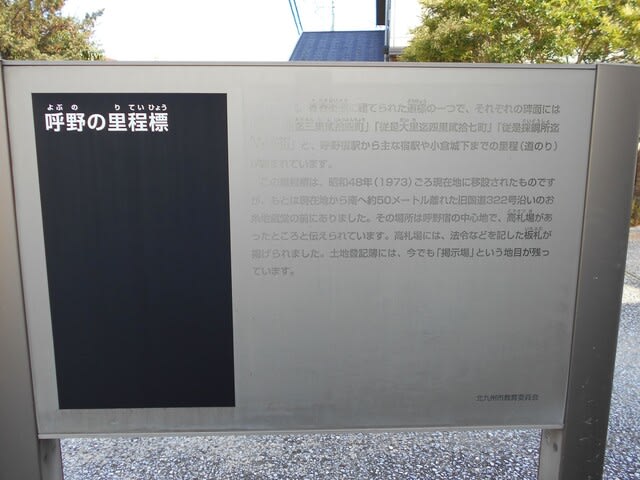 よぶの りていひょう
呼野の里程標
に建てられた道標の一つで、それぞれの碑面には
「従是大里迄四里貮拾七町」「従是採銅所迄
と、呼野宿駅から主な宿駅や小倉城下までの里程(道のり)
まれています。
この里程標は、昭和48年(1973)ごろ現在地に移設されたものです
が、もとは現在地から南へ約50メートル離れた旧国道322号沿いのお
糸地蔵堂の前にありました。その場所は呼野宿の中心地で、高札場があ
ったところと伝えられています。高札場には、法令などを記した板札が
掲げられました。土地登記簿には、今でも「掲示場」という地目が残っ
ています。
北九州市教育委員会